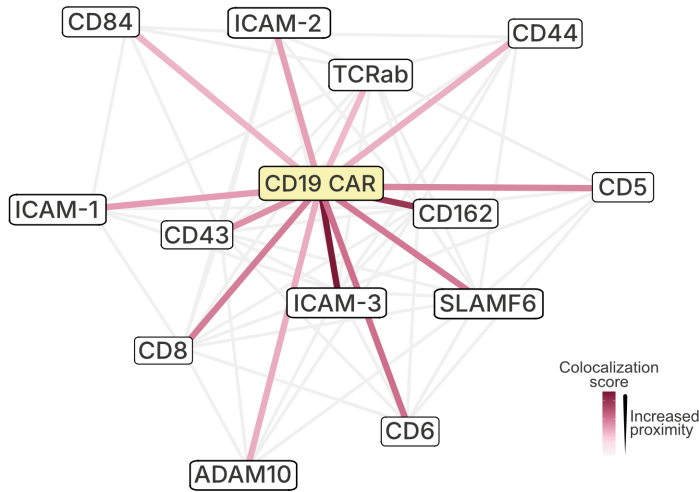 CD84
ICAM-2
CD44
TCRab
CD19 CAR
CD5
ICAM-1
CD162
CD43
ICAM-3
SLAMF6
CD8
Colocalization
score
Increased
proximity
CD6
ADAM10